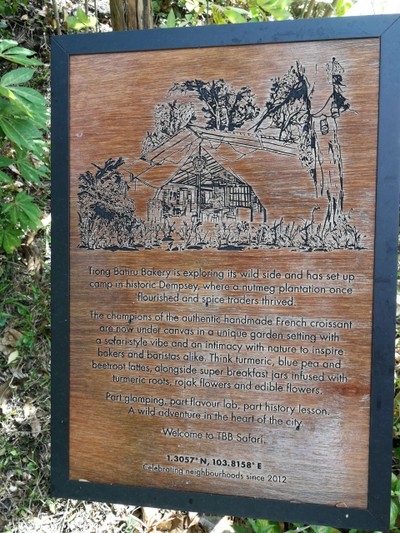 Tiong Bahru Bakery is exploring its wild side and has set up
camp in historic Dempsey, where a nutmeg plantation once
flourished and spice traders thrived.
The champions of the authentic handmade French croissant
are now under canvas in a unique garden setting with
a safari-style vibe and an intimacy with nature to inspire
bakers and baristas alike. Think turmeric, blue pea and
beetroot lattes, alongside super breakfast jars infused with
turmeric roots, rojak flowers and edible flowers.
Part glamping, part flavour lab, part history lesson.
A wild adventure in the heart of the city.
Welcome to TBB Safari.
1.3057° N, 103.8158° E
Celebrating neighbourhoods since 2012